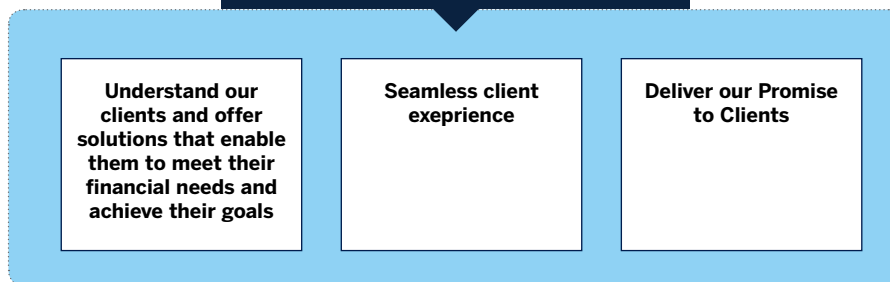 Understand our
clients and offer
solutions that enable
them to meet their
financial needs and
achieve their goals
Seamless client
exeprience
Deliver our Promise
to Clients